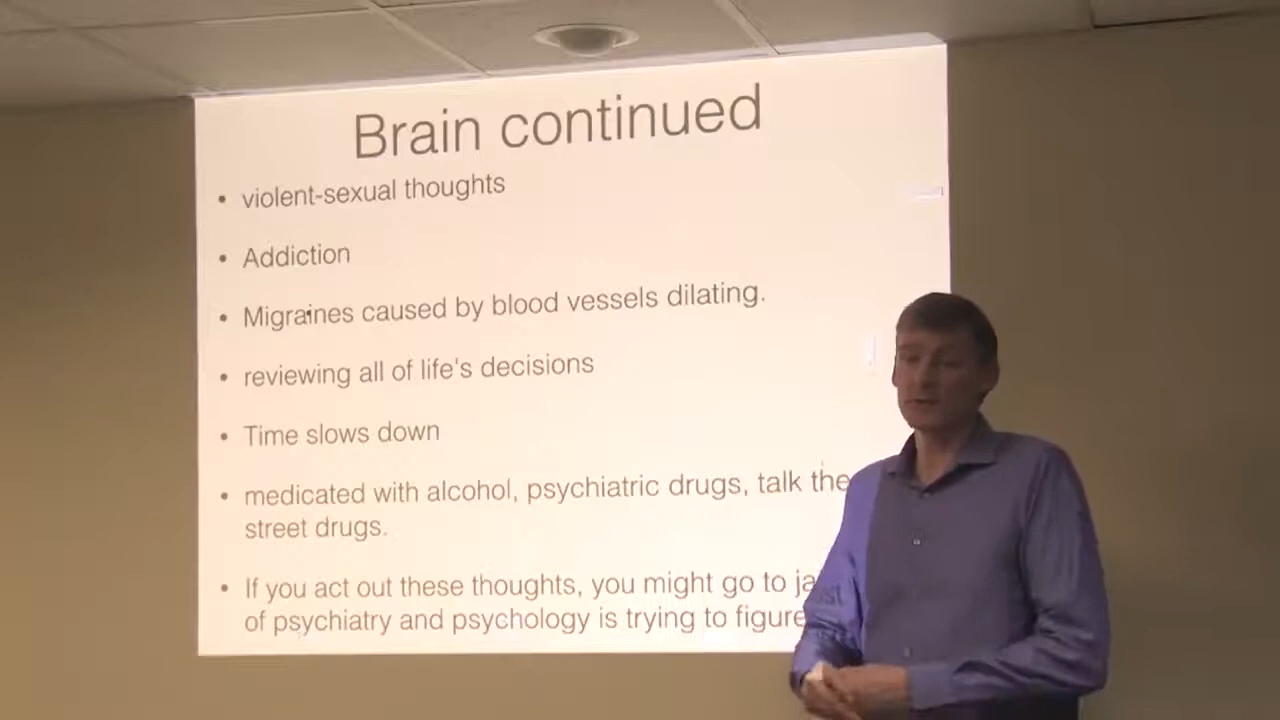 Brain continued
• violent-sexual thoughts
• Addiction
• Migraines caused by blood vessels dilating.
• reviewing all of life's decisions
• Time slows down
• medicated with alcohol, psychiatric drugs, talk the
street drugs.
• If you act out these thoughts, you might go to ja
of psychiatry and psychology is trying to figure